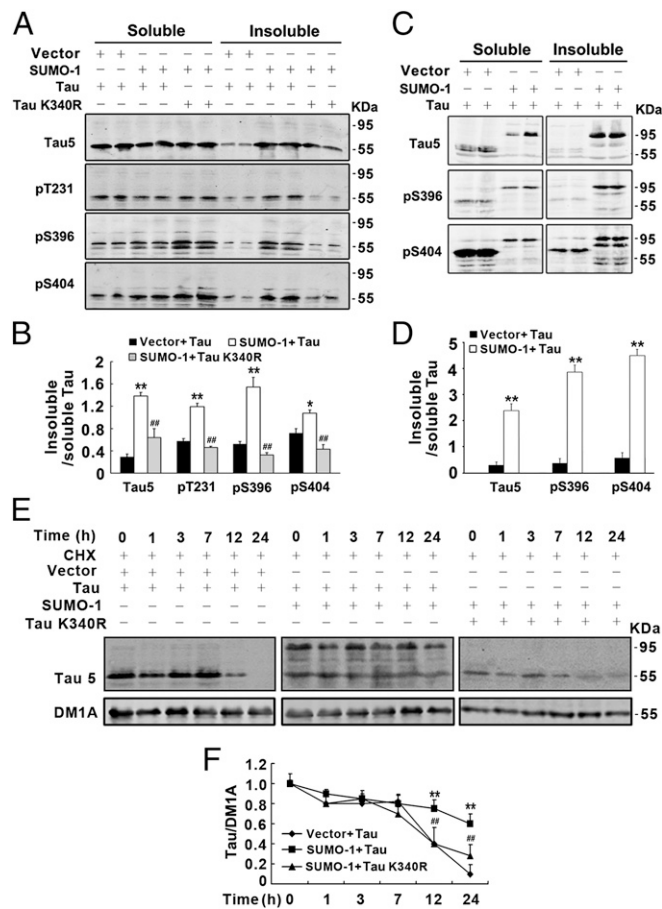 A
Soluble Insoluble
Vector + + − − − − + + − − − −
SUMO-1 − − + + + + − − + + + +
Tau + + + + − − + + + + − −
Tau K340R − − − − + + − − − − + +
KDa
Tau5
-95
-55
pT231
-95
-55
pS396
-95
-55
pS404
-95
-55
C
Soluble Insoluble
Vector + + − − + + − −
SUMO-1 − − + + − − + +
Tau + + + + + + + +
KDa
Tau5
-95
-55
pS396
-95
-55
pS404
-95
-55
B
Vector+Tau SUMO-1+Tau
SUMO-1+Tau K340R
Insoluble
/soluble Tau
1.8
1.4
1.2
0.4
0
** ## ** ## ** ## * ##
Tau5 pT231 pS396 pS404
D
Vector+Tau
SUMO-1+Tau
Insoluble
/soluble Tau
5
4
3
2
1
0
** ** **
Tau5 pS396 pS404
E
Time (h) 0 1 3 7 12 24 0 1 3 7 12 24 0 1 3 7 12 24
CHX + + + + + + + + + + + + + + + + + +
Vector + + + + + + − − − − − − − − − − − −
Tau + + + + + + + + + + + + − − − − − −
SUMO-1 − − − − − − + + + + + + + + + + + +
Tau K340R − − − − − − − − − − − − + + + + + +
KDa
Tau 5
-95
-55
DM1A
-55
F
Tau/DM1A
1.2
1.0
0.8
0.6
0.4
0.2
0
** **
## ##
Vector+Tau
SUMO-1+Tau
SUMO-1+Tau K340R
Time (h) 0 1 3 7 12 24